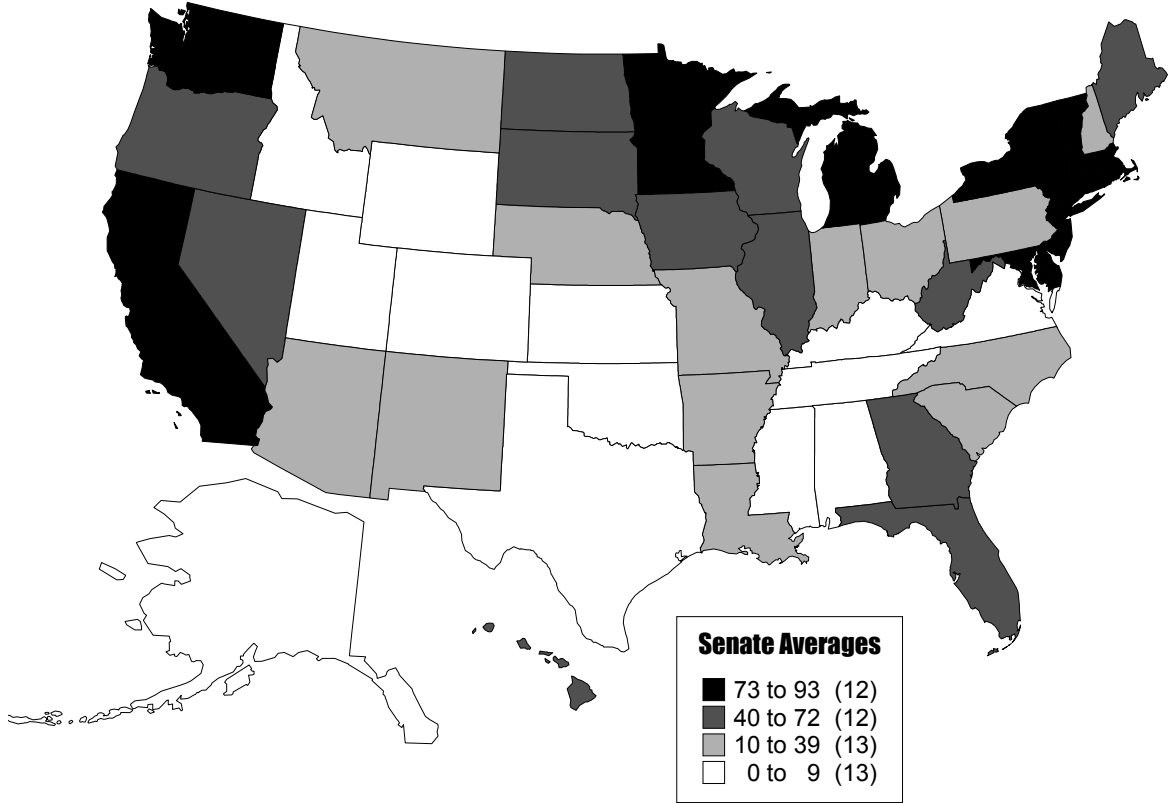 Senate Averages
73 to 93 (12)
40 to 72 (12)
10 to 39 (13)
0 to 9 (13)